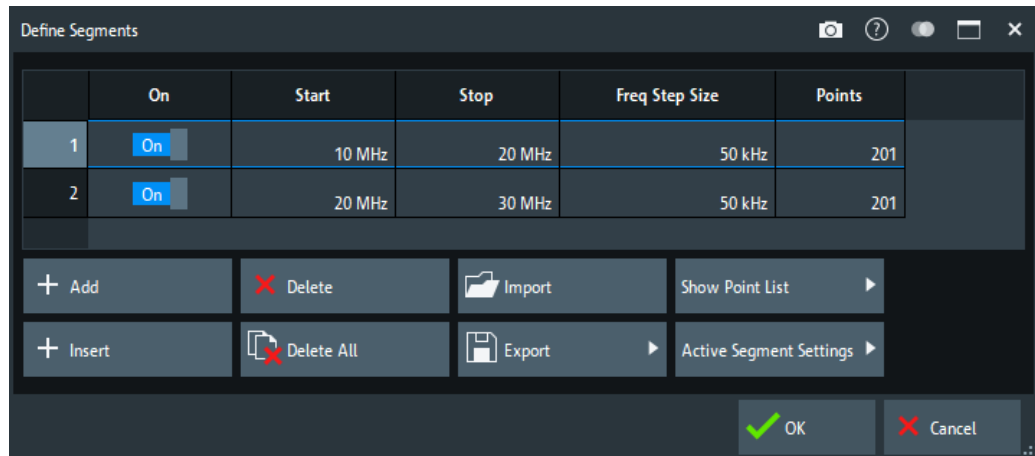 Define Segments
On Start Stop Freq Step Size Points
1 On 10 MHz 20 MHz 50 kHz 201
2 On 20 MHz 30 MHz 50 kHz 201
+ Add Delete Import Show Point List
+ Insert Delete All Export Active Segment Settings
OK Cancel